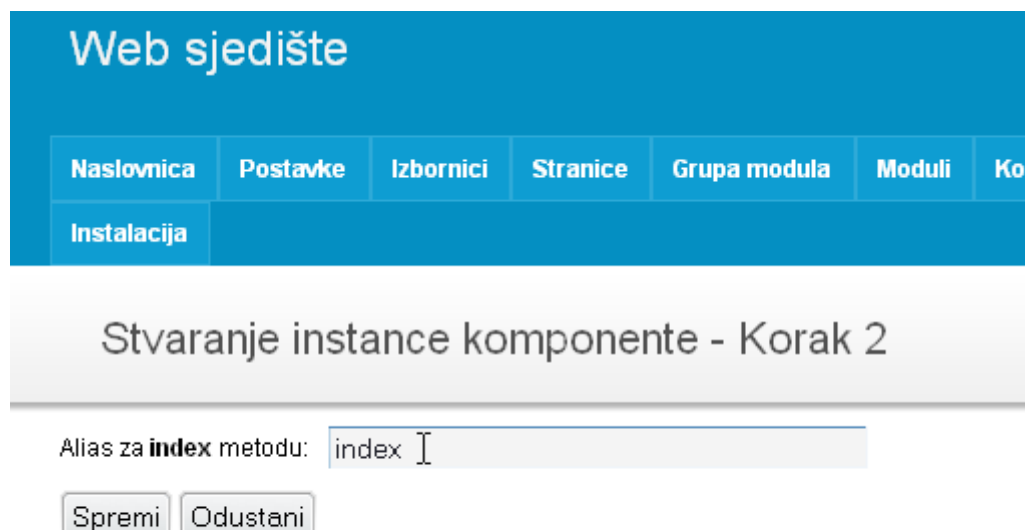 Web sjedište
Naslovnica Postavke Izbornici Stranice Grupa modula Moduli Ko
Instalacija
Stvaranje instance komponente - Korak 2
Alias za index metodu: index
Spremi Odustani